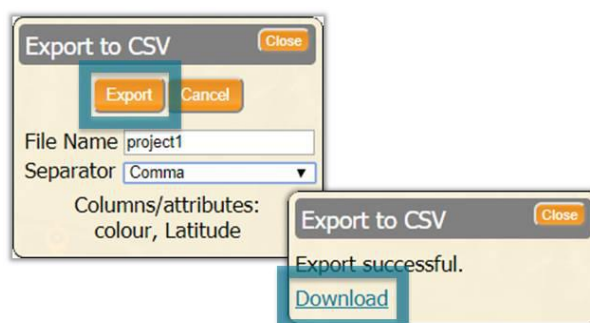 Export to CSV Close
Export Cancel
File Name project1
Separator Comma
Columns/attributes:
colour, Latitude
Export to CSV Close
Export successful.
Download